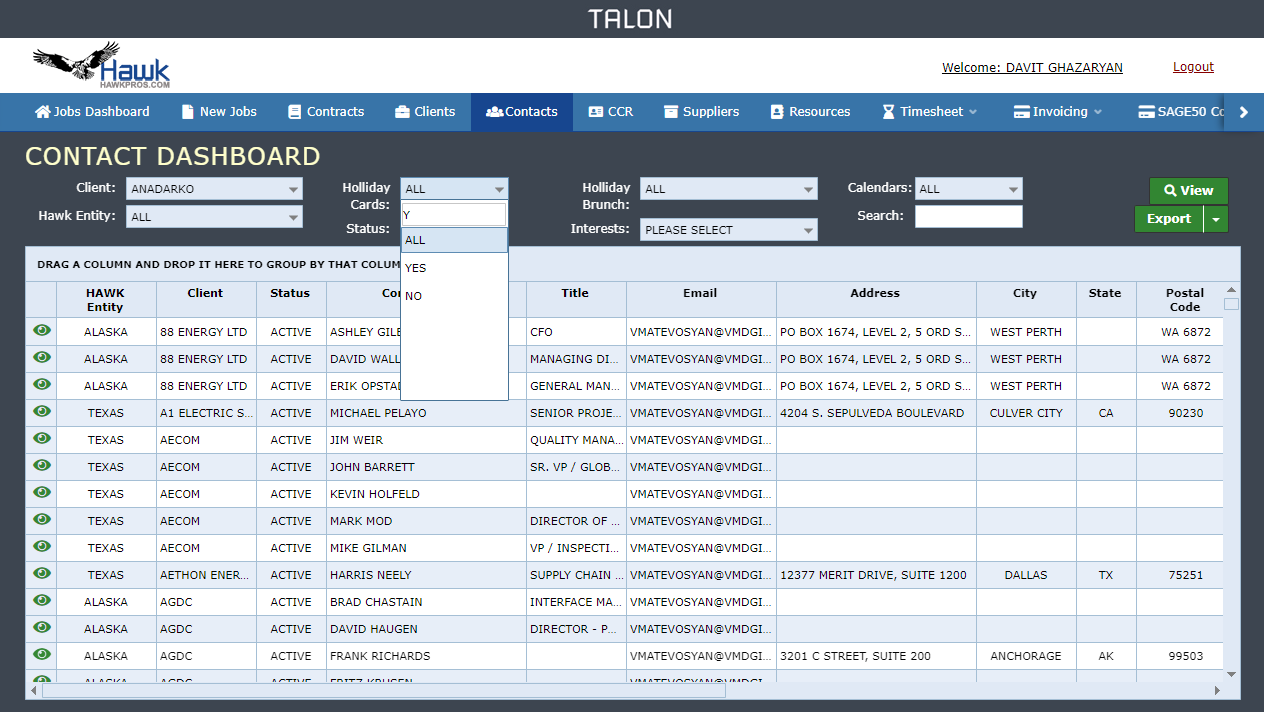 TALON
Hawk
HAWKPROS.COM
Welcome: DAVIT GHAZARYAN
Logout
Jobs Dashboard New Jobs Contracts Clients Contacts CCR Suppliers Resources Timesheet Invoicing SAGE50
CONTACT DASHBOARD
Client: ANADARKO Holliday Cards: ALL Holliday Brunch: ALL Calendars: ALL View
Hawk Entity: ALL Status: Y Interests: PLEASE SELECT Search: Export
ALL
YES
NO
DRAG A COLUMN AND DROP IT HERE TO GROUP BY THAT
HAWK Entity Client Status Title Email Address City State Postal Code
ALASKA 88 ENERGY LTD ACTIVE ASHLEY CFO VMATEVOSYAN@VMDGI... PO BOX 1674, LEVEL 2, 5 ORD S... WEST PERTH WA 6872
ALASKA 88 ENERGY LTD ACTIVE DAVID MANAGING DI... VMATEVOSYAN@VMDGI... PO BOX 1674, LEVEL 2, 5 ORD S... WEST PERTH WA 6872
ALASKA 88 ENERGY LTD ACTIVE ERIK GENERAL MAN... VMATEVOSYAN@VMDGI... PO BOX 1674, LEVEL 2, 5 ORD S... WEST PERTH WA 6872
TEXAS A1 ELECTRIC S... ACTIVE MICHAEL PELAYO SENIOR PROJE... VMATEVOSYAN@VMDGI... 4204 S. SEPULVEDA BOULEVARD CULVER CITY CA 90230
TEXAS AECOM ACTIVE JIM WEIR QUALITY MANA... VMATEVOSYAN@VMDGI...
TEXAS AECOM ACTIVE JOHN BARRETT SR. VP / GLOB... VMATEVOSYAN@VMDGI...
TEXAS AECOM ACTIVE KEVIN HOLFELD VMATEVOSYAN@VMDGI...
TEXAS AECOM ACTIVE MARK MOD DIRECTOR OF ... VMATEVOSYAN@VMDGI...
TEXAS AECOM ACTIVE MIKE GILMAN VP / INSPECTI... VMATEVOSYAN@VMDGI...
TEXAS AETHON ENER... ACTIVE HARRIS NEELY SUPPLY CHAIN ... VMATEVOSYAN@VMDGI... 12377 MERIT DRIVE, SUITE 1200 DALLAS TX 75251
ALASKA AGDC ACTIVE BRAD CHASTAIN INTERFACE MA... VMATEVOSYAN@VMDGI...
ALASKA AGDC ACTIVE DAVID HAUGEN DIRECTOR - P... VMATEVOSYAN@VMDGI...
ALASKA AGDC ACTIVE FRANK RICHARDS VMATEVOSYAN@VMDGI... 3201 C STREET, SUITE 200 ANCHORAGE AK 99503
ALASKA AGDC ACTIVE FRITZ KRUSEN VMATEVOSYAN@VMDGI...